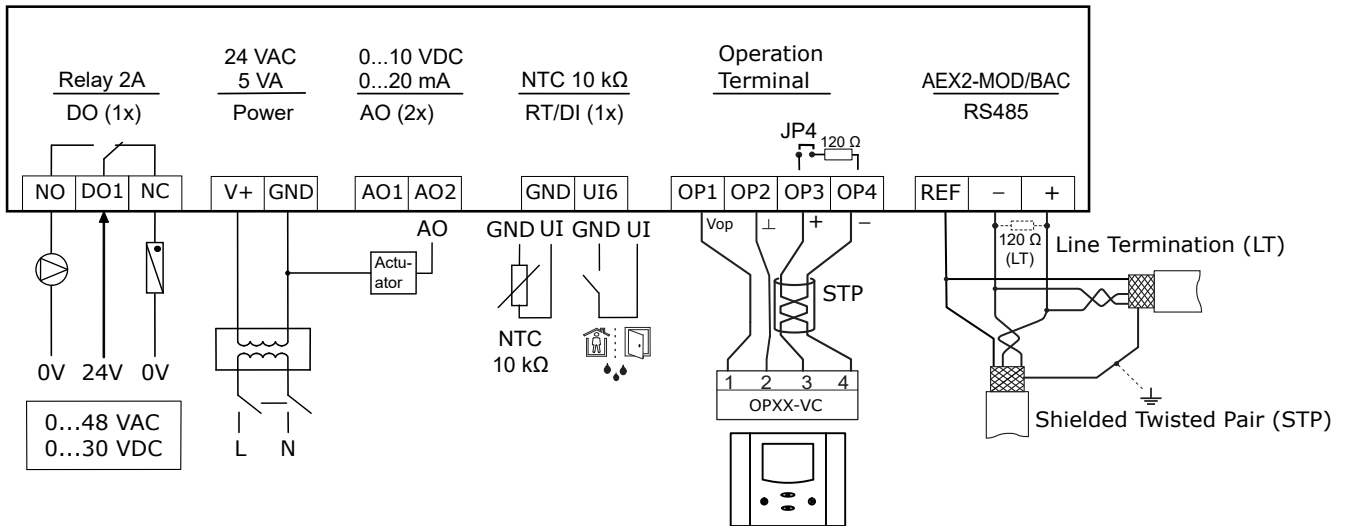 Relay 2A
DO (1x)
24 VAC
5 VA
Power
0...10 VDC
0...20 mA
AO (2x)
NTC 10 kΩ
RT/DI (1x)
Operation
Terminal
AEX2-MOD/BAC
RS485
JP4
120 Ω
NO DO1 NC
V+ GND
AO1 AO2
GND UI6
OP1 OP2 OP3 OP4
REF − +
AO
GND UI GND UI
Vop ⊥ + −
120 Ω
(LT)
Line Termination (LT)
Actu-
ator
STP
NTC
10 kΩ
0V 24V 0V
0...48 VAC
0...30 VDC
L N
1 2 3 4
OPXX-VC
Shielded Twisted Pair (STP)